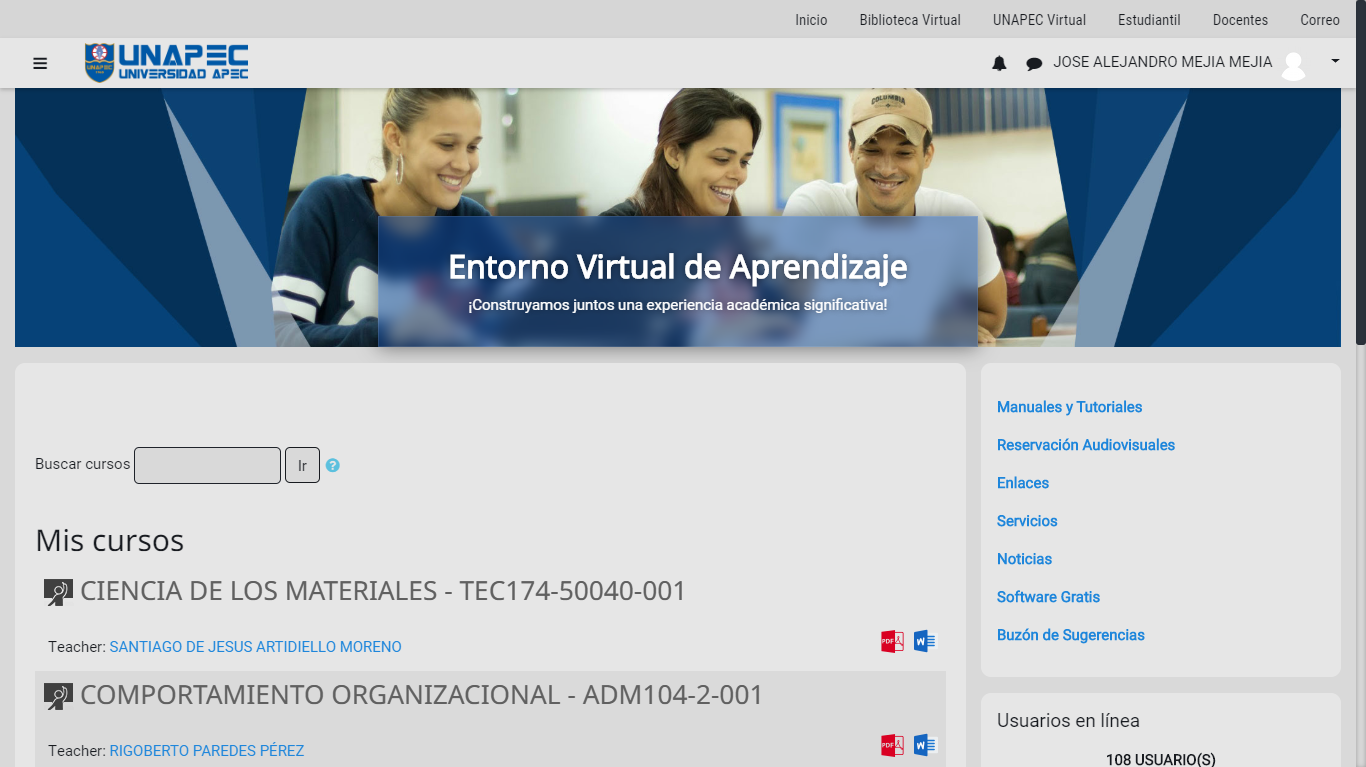 Inicio Biblioteca Virtual UNAPEC Virtual Estudiantil Docentes Correo
UNAPEC
UNIVERSIDAD APEC
JOSE ALEJANDRO MEJIA MEJIA
COLUMBIA
Entorno Virtual de Aprendizaje
¡Construyamos juntos una experiencia académica significativa!
Buscar cursos Ir
Mis cursos
CIENCIA DE LOS MATERIALES - TEC174-50040-001
Teacher: SANTIAGO DE JESUS ARTIDIELLO MORENO
PDF W
COMPORTAMIENTO ORGANIZACIONAL - ADM104-2-001
Teacher: RIGOBERTO PAREDES PÉREZ
PDF W
Manuales y Tutoriales
Reservación Audiovisuales
Enlaces
Servicios
Noticias
Software Gratis
Buzón de Sugerencias
Usuarios en línea
108 USUARIO(S)